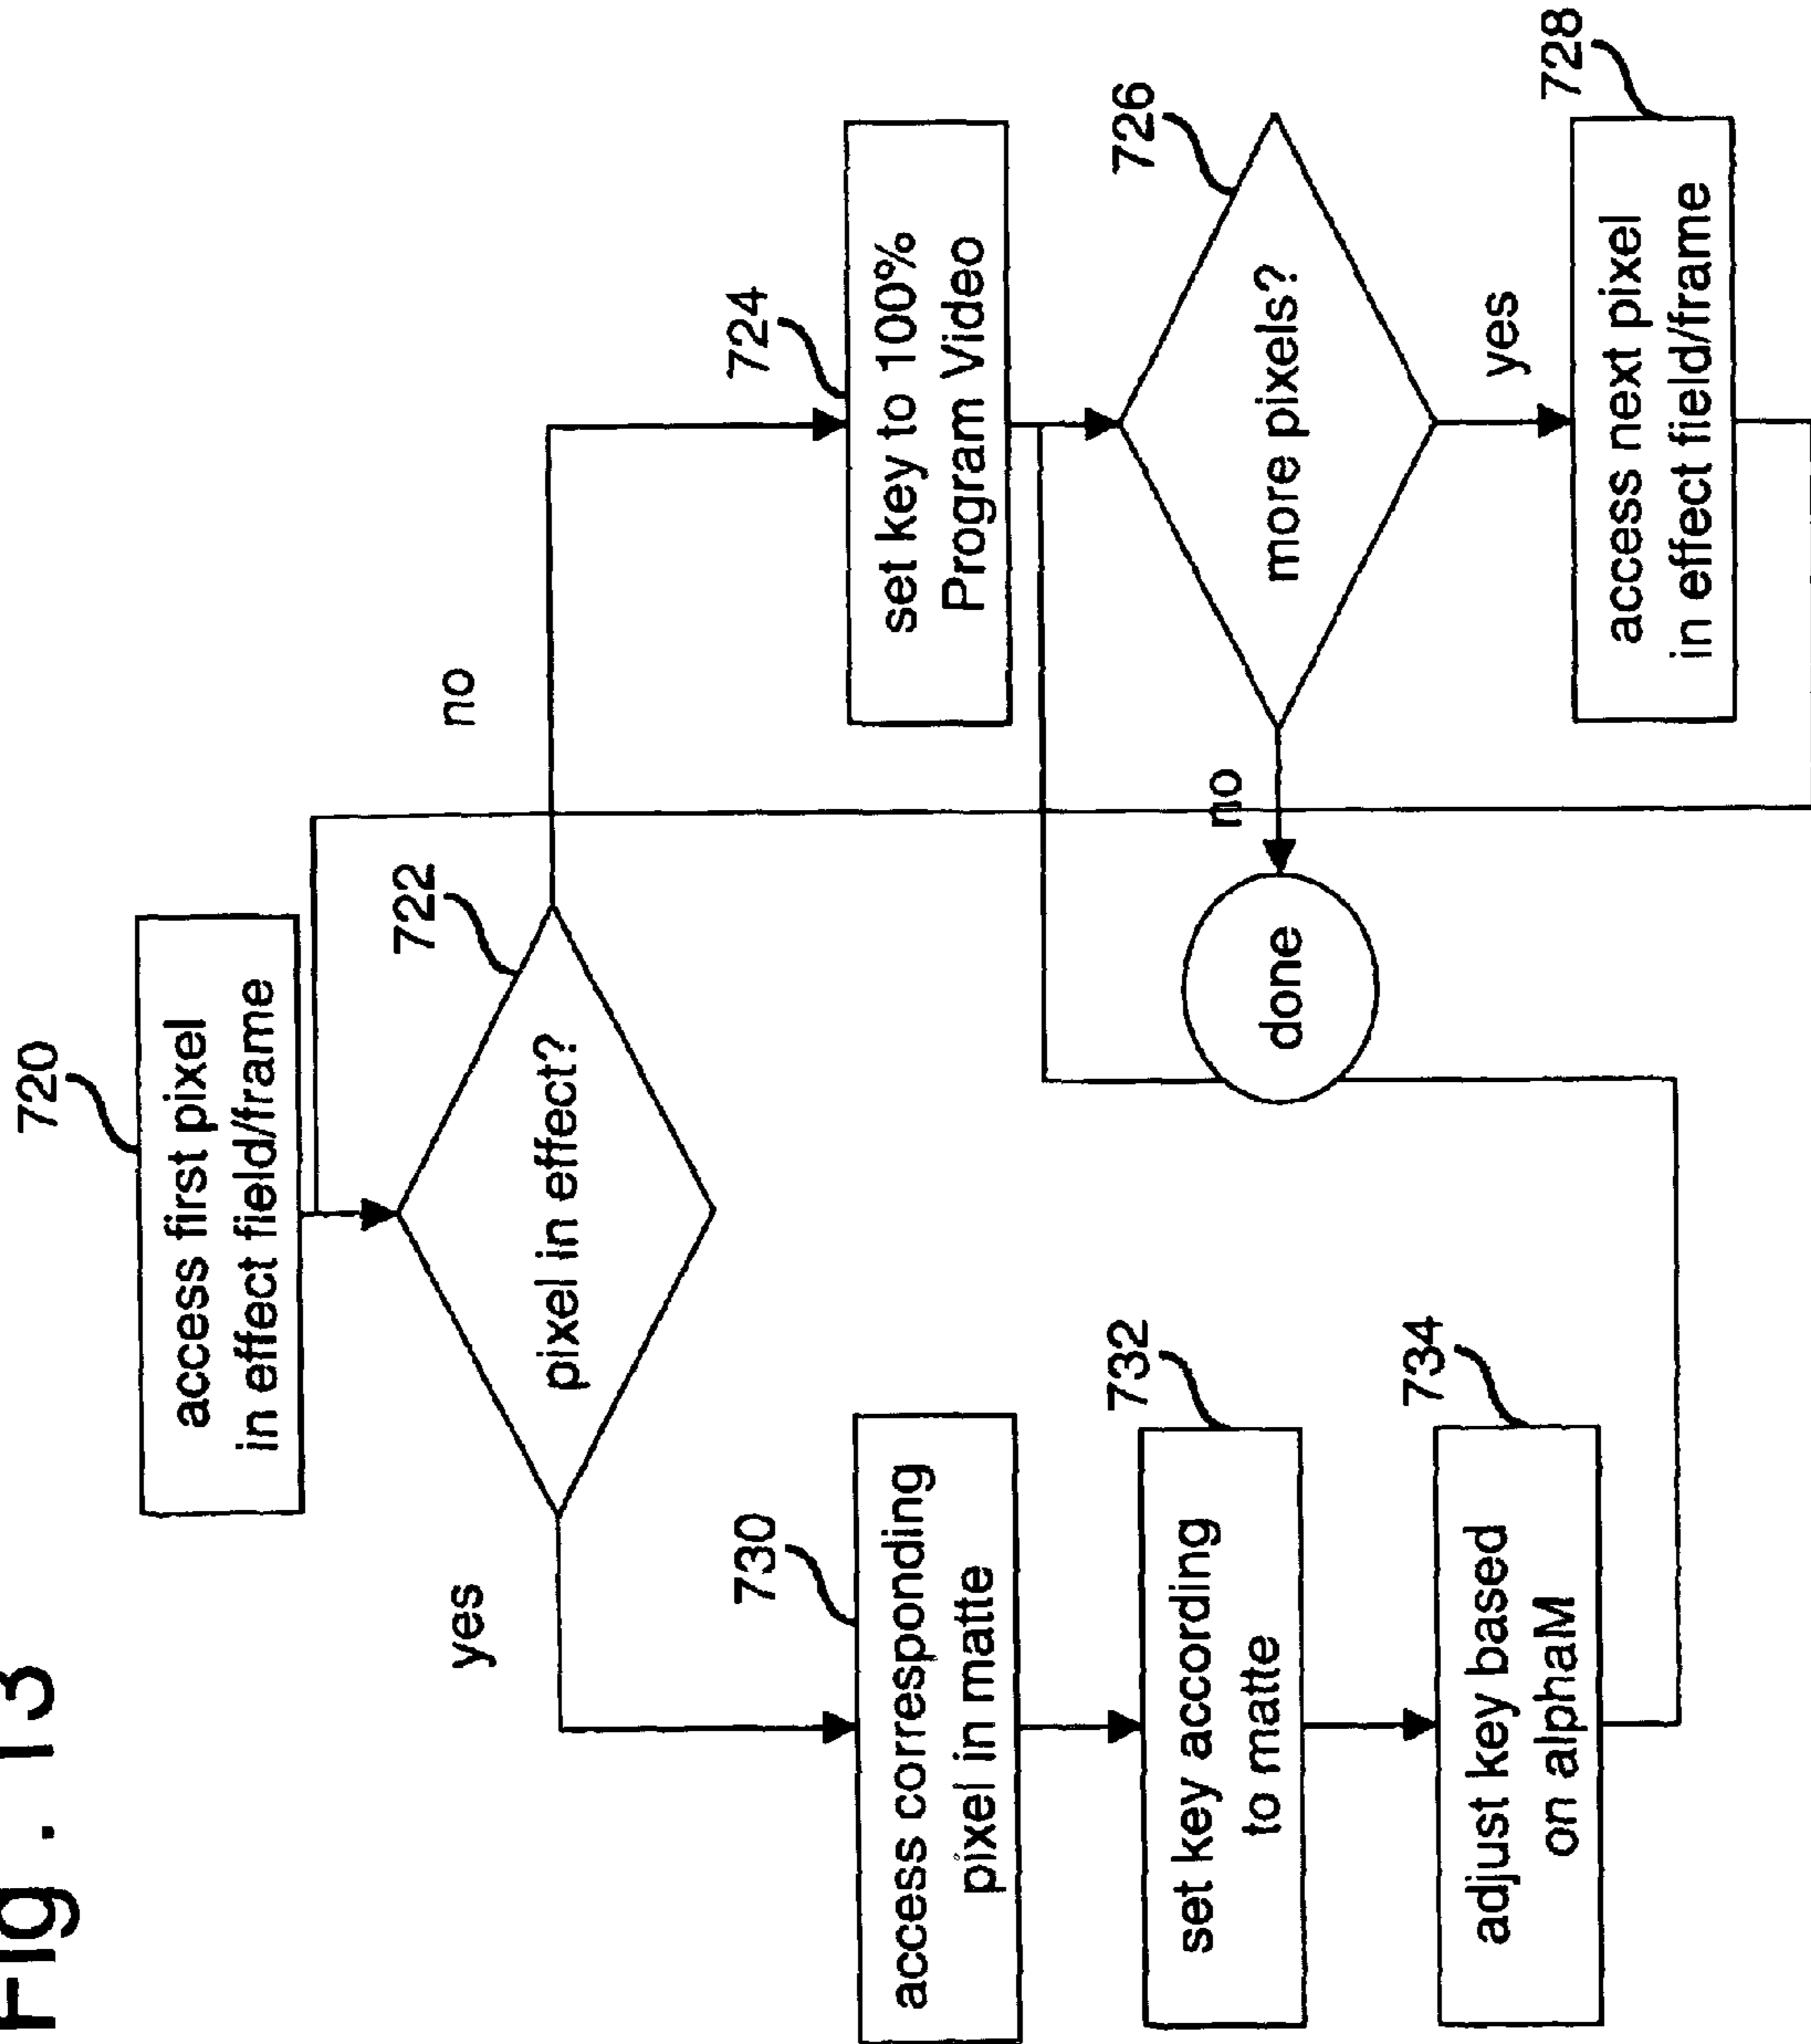 Fig. 13
720
access first pixel
in effect field/frame
722
pixel in effect?
yes
no
730
access corresponding
pixel in matte
732
set key according
to matte
734
adjust key based
on alphaM
724
set key to 100%
Program Video
726
more pixels?
no
done
yes
728
access next pixel
in effect field/frame